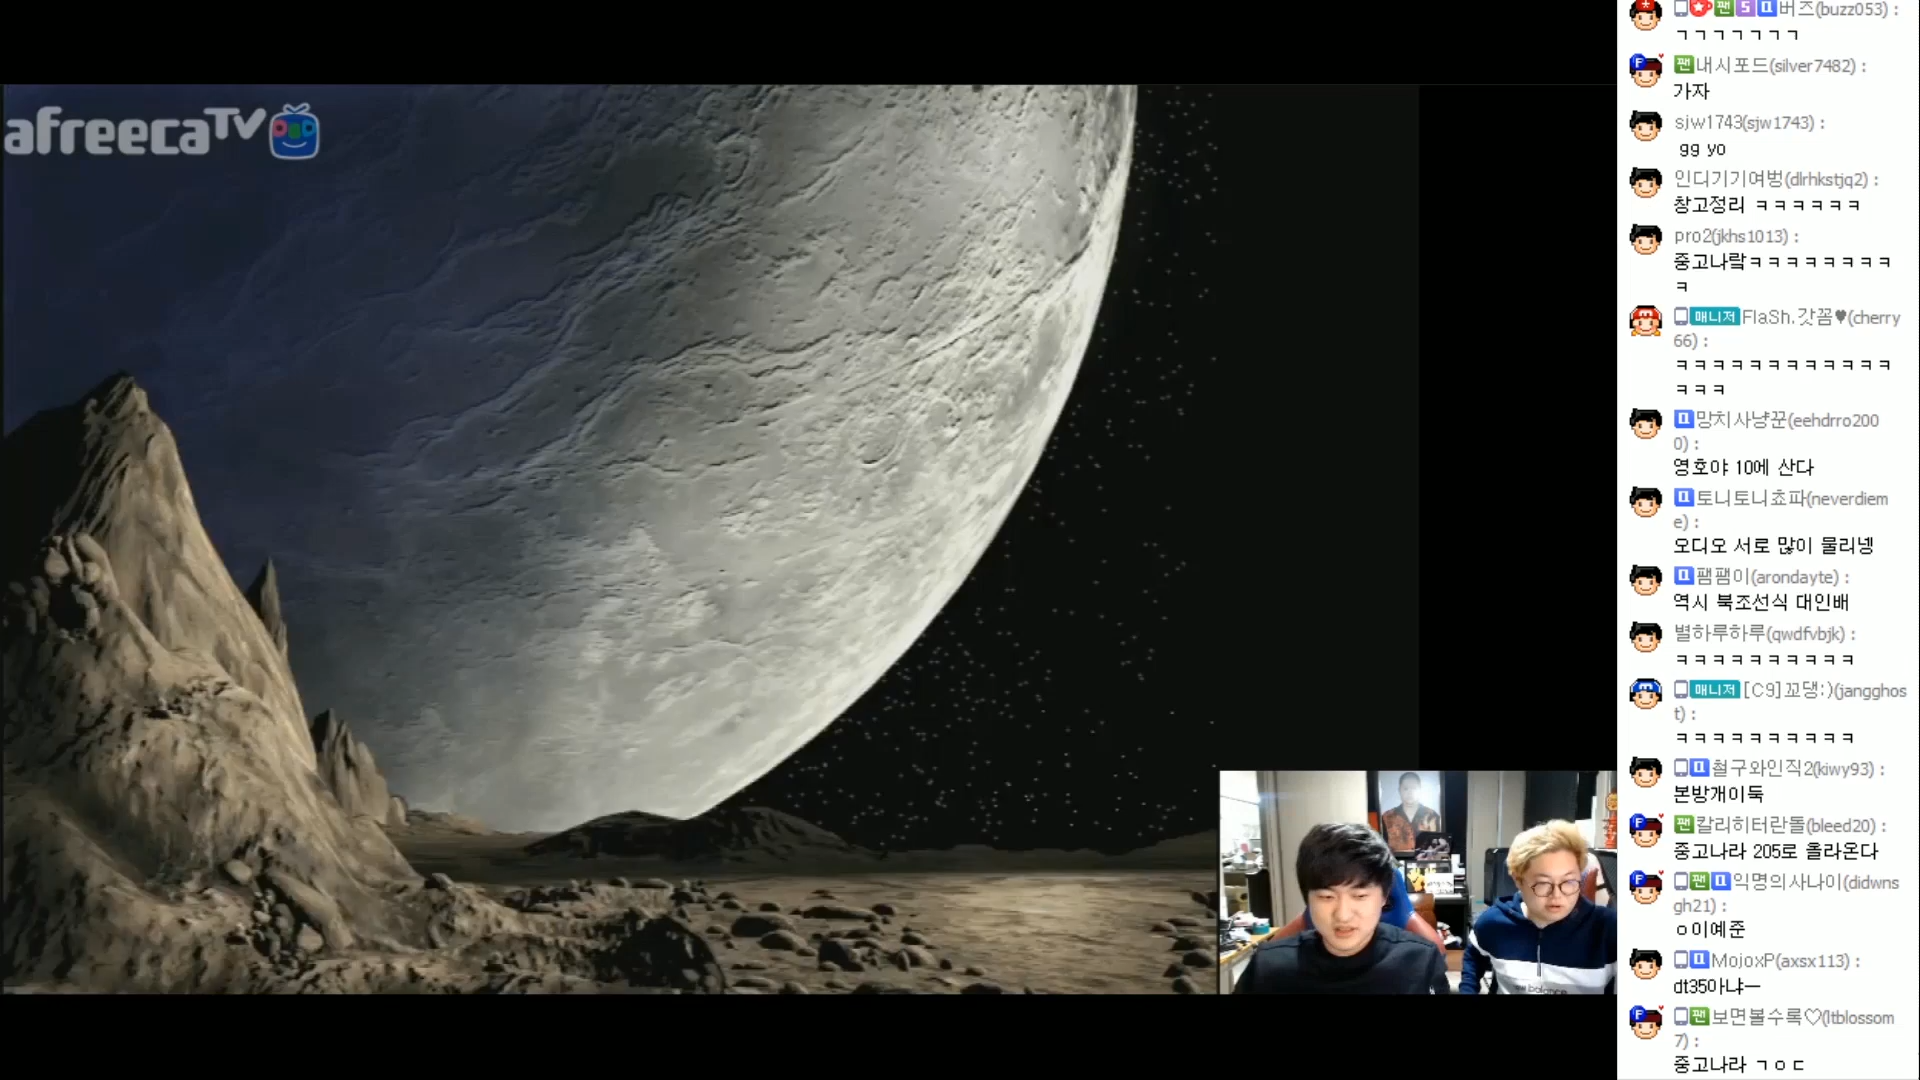 afreecaTV
팬 5 버즈(buzz053) :
ㄱㄱㄱㄱㄱㄱㄱ
팬 내시포드(silver7482) :
가자
sjw1743(sjw1743) :
gg yo
인디기기여벙(dlrhkstjq2) :
창고정리 ㅋㅋㅋㅋㅋㅋ
pro2(jkhs1013) :
중고나랔ㅋㅋㅋㅋㅋㅋㅋㅋ
ㅋ
매니저 FlaSh.갓꼼♥(cherry
66) :
ㅋㅋㅋㅋㅋㅋㅋㅋㅋㅋㅋㅋ
ㅋㅋㅋ
망치사냥꾼(eehdrro200
0) :
영호야 10에 산다
토니토니쵸파(neverdiem
e) :
오디오 서로 많이 물리넹
팸팸이(arondayte) :
역시 북조선식 대인배
별하루하루(qwdfvbjk) :
ㅋㅋㅋㅋㅋㅋㅋㅋㅋㅋ
매니저 [C9]꼬댕:)(jangghos
t) :
ㅋㅋㅋㅋㅋㅋㅋㅋㅋㅋ
철구와인직2(kiwy93) :
본방개이득
팬 칼리히터란돌(bleed20) :
중고나라 205로 올라온다
팬 익명의사나이(didwns
gh21) :
ㅇ이예준
MojoxP(axsx113) :
dt350아냐ㅡ
팬 보면볼수록♡(ltblossom
7) :
중고나라 ㄱㅇㄷ